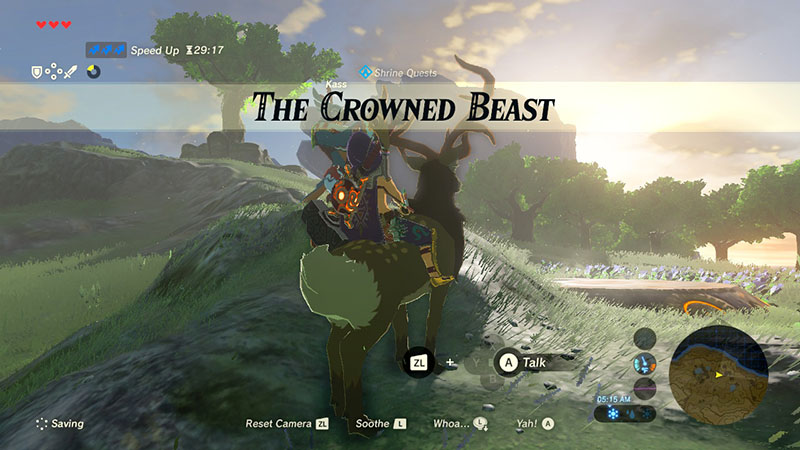 Speed Up 29:17
Shrine Quests
Kass
THE CROWNED BEAST
ZL + A Talk
05:15 AM
Saving
Reset Camera ZL Soothe L Whoa... L Yah! A